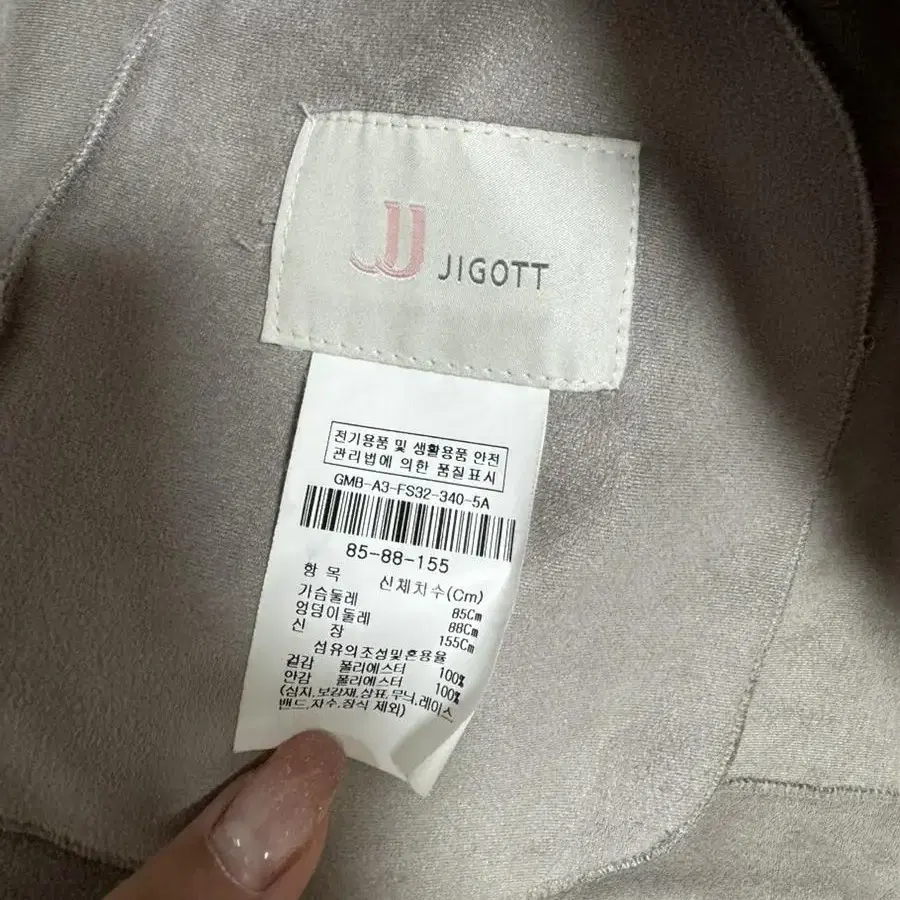 JJ JIGOTT
전기용품 및 생활용품 안전
관리법에 의한 품질표시
GMB-A3-FS32-340-5A
85-88-155
항 목 신체치수(Cm)
가슴둘레 85Cm
엉덩이둘레 88Cm
신 장 155Cm
섬유의조성및혼용율
겉감 폴리에스터 100%
안감 폴리에스터 100%
(심지,보강재,상표,무늬,레이스
밴드,자수,장식 제외)